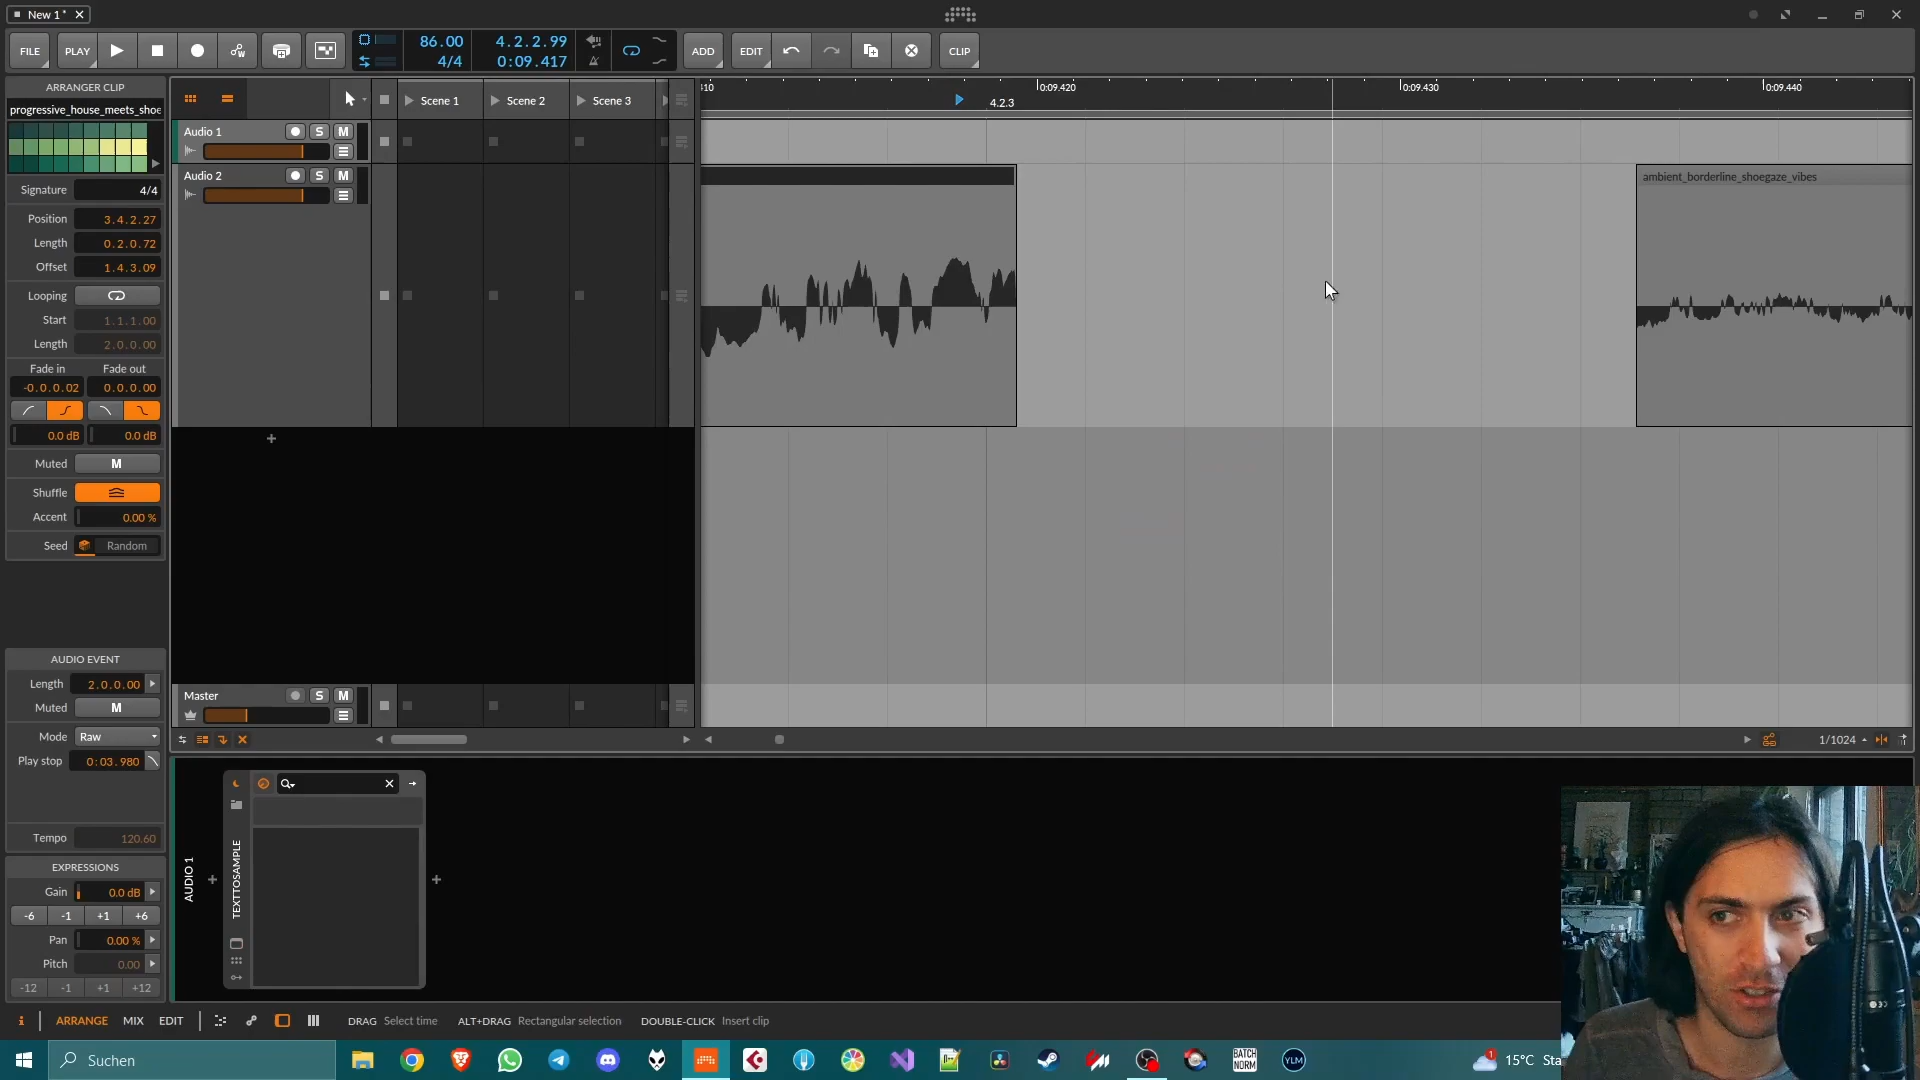 New 1 *
FILE
PLAY
86.00
4/4
4.2.2.99
0:09.417
ADD
EDIT
CLIP
ARRANGER CLIP
progressive_house_meets_shoe
Signature 4/4
Position 3.4.2.27
Length 0.2.0.72
Offset 1.4.3.09
Looping
Start 1.1.1.00
Length 2.0.0.00
Fade in Fade out
-0.0.0.02 0.0.0.00
0.0 dB 0.0 dB
Muted M
Shuffle
Accent 0.00 %
Seed Random
AUDIO EVENT
Length 2.0.0.00
Muted M
Mode Raw
Play stop 0:03.980
Tempo 120.60
EXPRESSIONS
Gain 0.0 dB
-6 -1 +1 +6
Pan 0.00 %
Pitch 0.00
-12 -1 +1 +12
Scene 1 Scene 2 Scene 3
Audio 1 S M
Audio 2 S M
Master S M
0:09.420 0:09.430 0:09.440
4.2.3
ambient_borderline_shoegaze_vibes
1/1024
AUDIO 1
TEXTTOSAMPLE
ARRANGE MIX EDIT
DRAG Select time ALT+DRAG Rectangular selection DOUBLE-CLICK Insert clip
Suchen
BATCH
NORM
YLM
1
15°C Sta